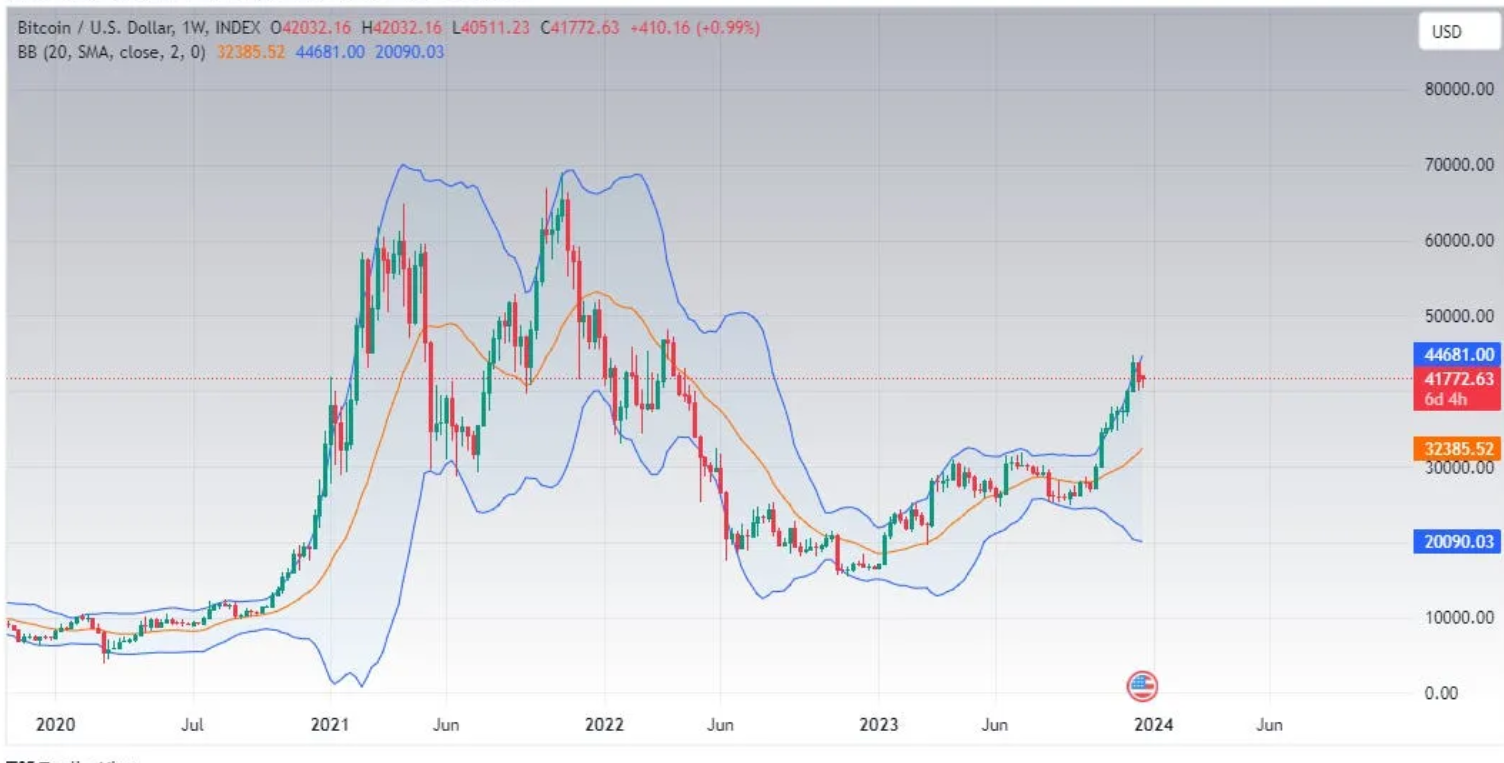 Bitcoin / U.S. Dollar, 1W, INDEX O42032.16 H42032.16 L40511.23 C41772.63 +410.16 (+0.99%)
BB (20, SMA, close, 2, 0) 32385.52 44681.00 20090.03
USD
80000.00
70000.00
60000.00
50000.00
44681.00
41772.63
6d 4h
32385.52
30000.00
20090.03
10000.00
0.00
2020 Jul 2021 Jun 2022 Jun 2023 Jun 2024 Jun